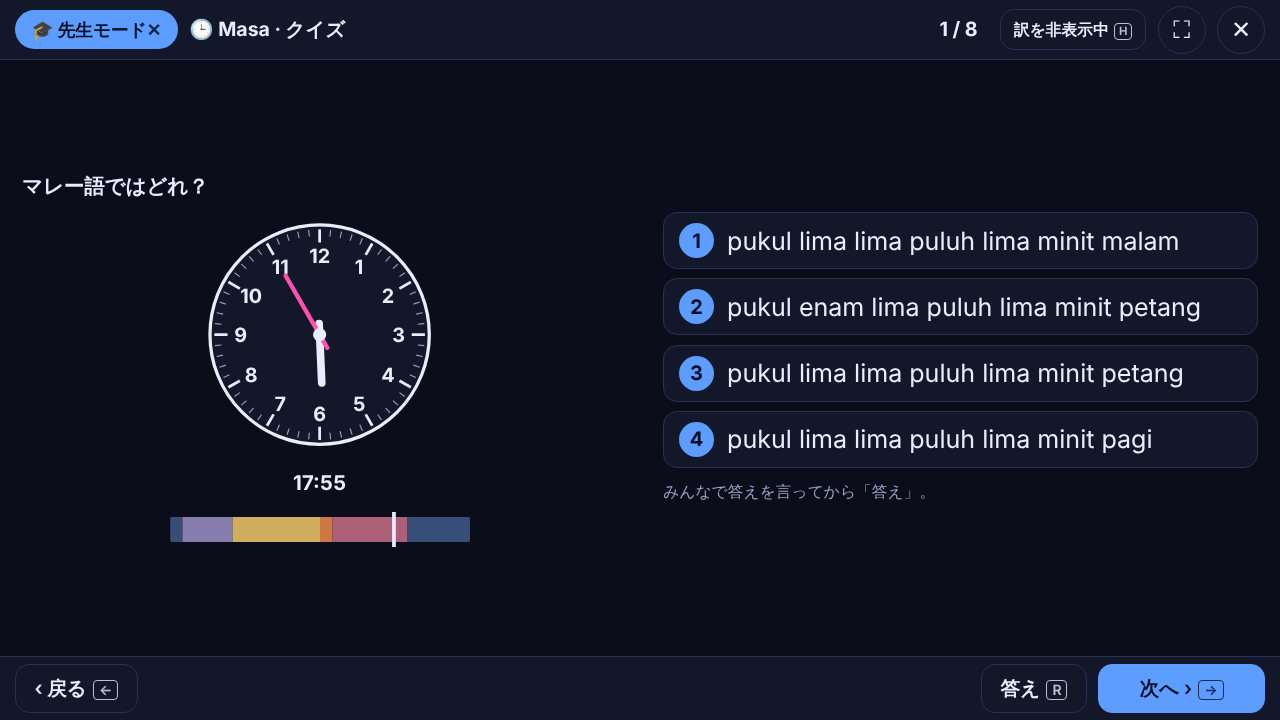 🎓 先生モード✕ 🕒 Masa · クイズ 1 / 8 訳を非表示中 H ✕
マレー語ではどれ？
12
1
2
3
4
5
6
7
8
9
10
11
17:55
1 pukul lima lima puluh lima minit malam
2 pukul enam lima puluh lima minit petang
3 pukul lima lima puluh lima minit petang
4 pukul lima lima puluh lima minit pagi
みんなで答えを言ってから「答え」。
‹ 戻る ← 答え R 次へ › →